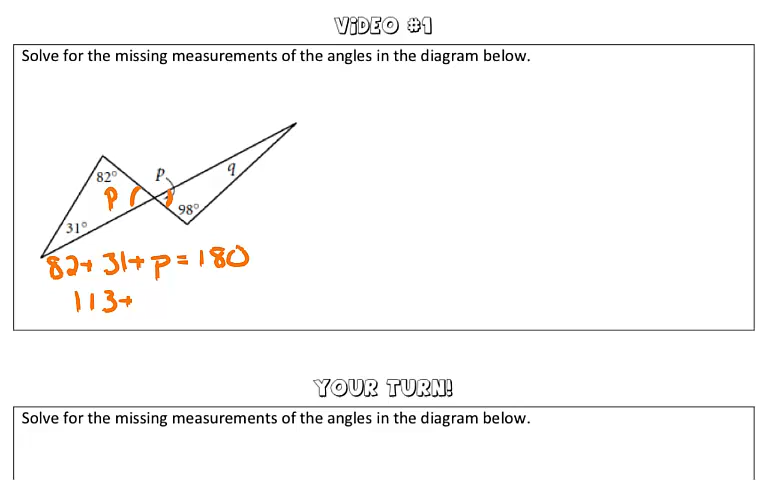 ViDEO #1
Solve for the missing measurements of the angles in the diagram below.
82° p q
p 98°
31°
82+ 31+ p = 180
113+
YOUR TURN!
Solve for the missing measurements of the angles in the diagram below.